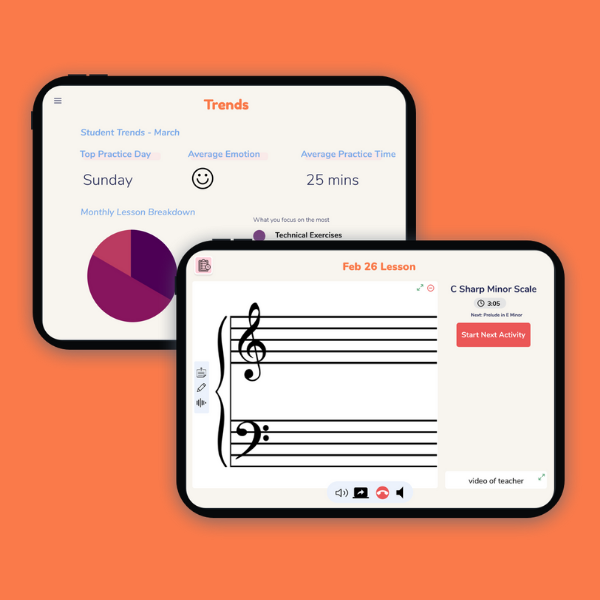 Trends
Student Trends - March
Top Practice Day
Average Emotion
Average Practice Time
Sunday
25 mins
Monthly Lesson Breakdown
What you focus on the most
Technical Exercises
Feb 26 Lesson
C Sharp Minor Scale
3:05
Next: Prelude in E Minor
Start Next Activity
video of teacher